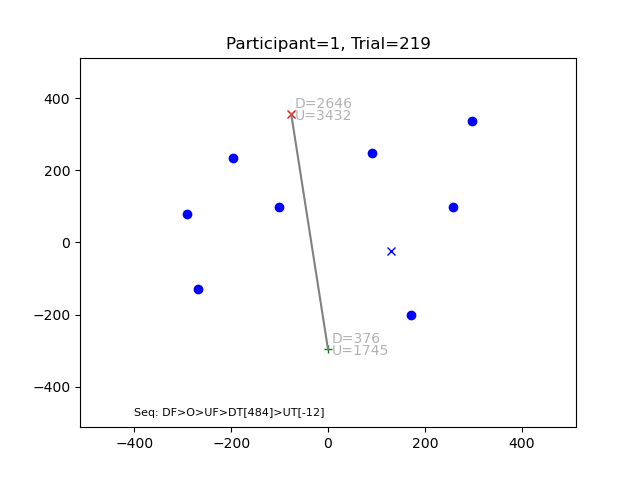 Participant=1, Trial=219
400
200
0
−200
−400
D=2646
U=3432
D=376
U=1745
Seq: DF>O>UF>DT[484]>UT[-12]
−400
−200
0
200
400